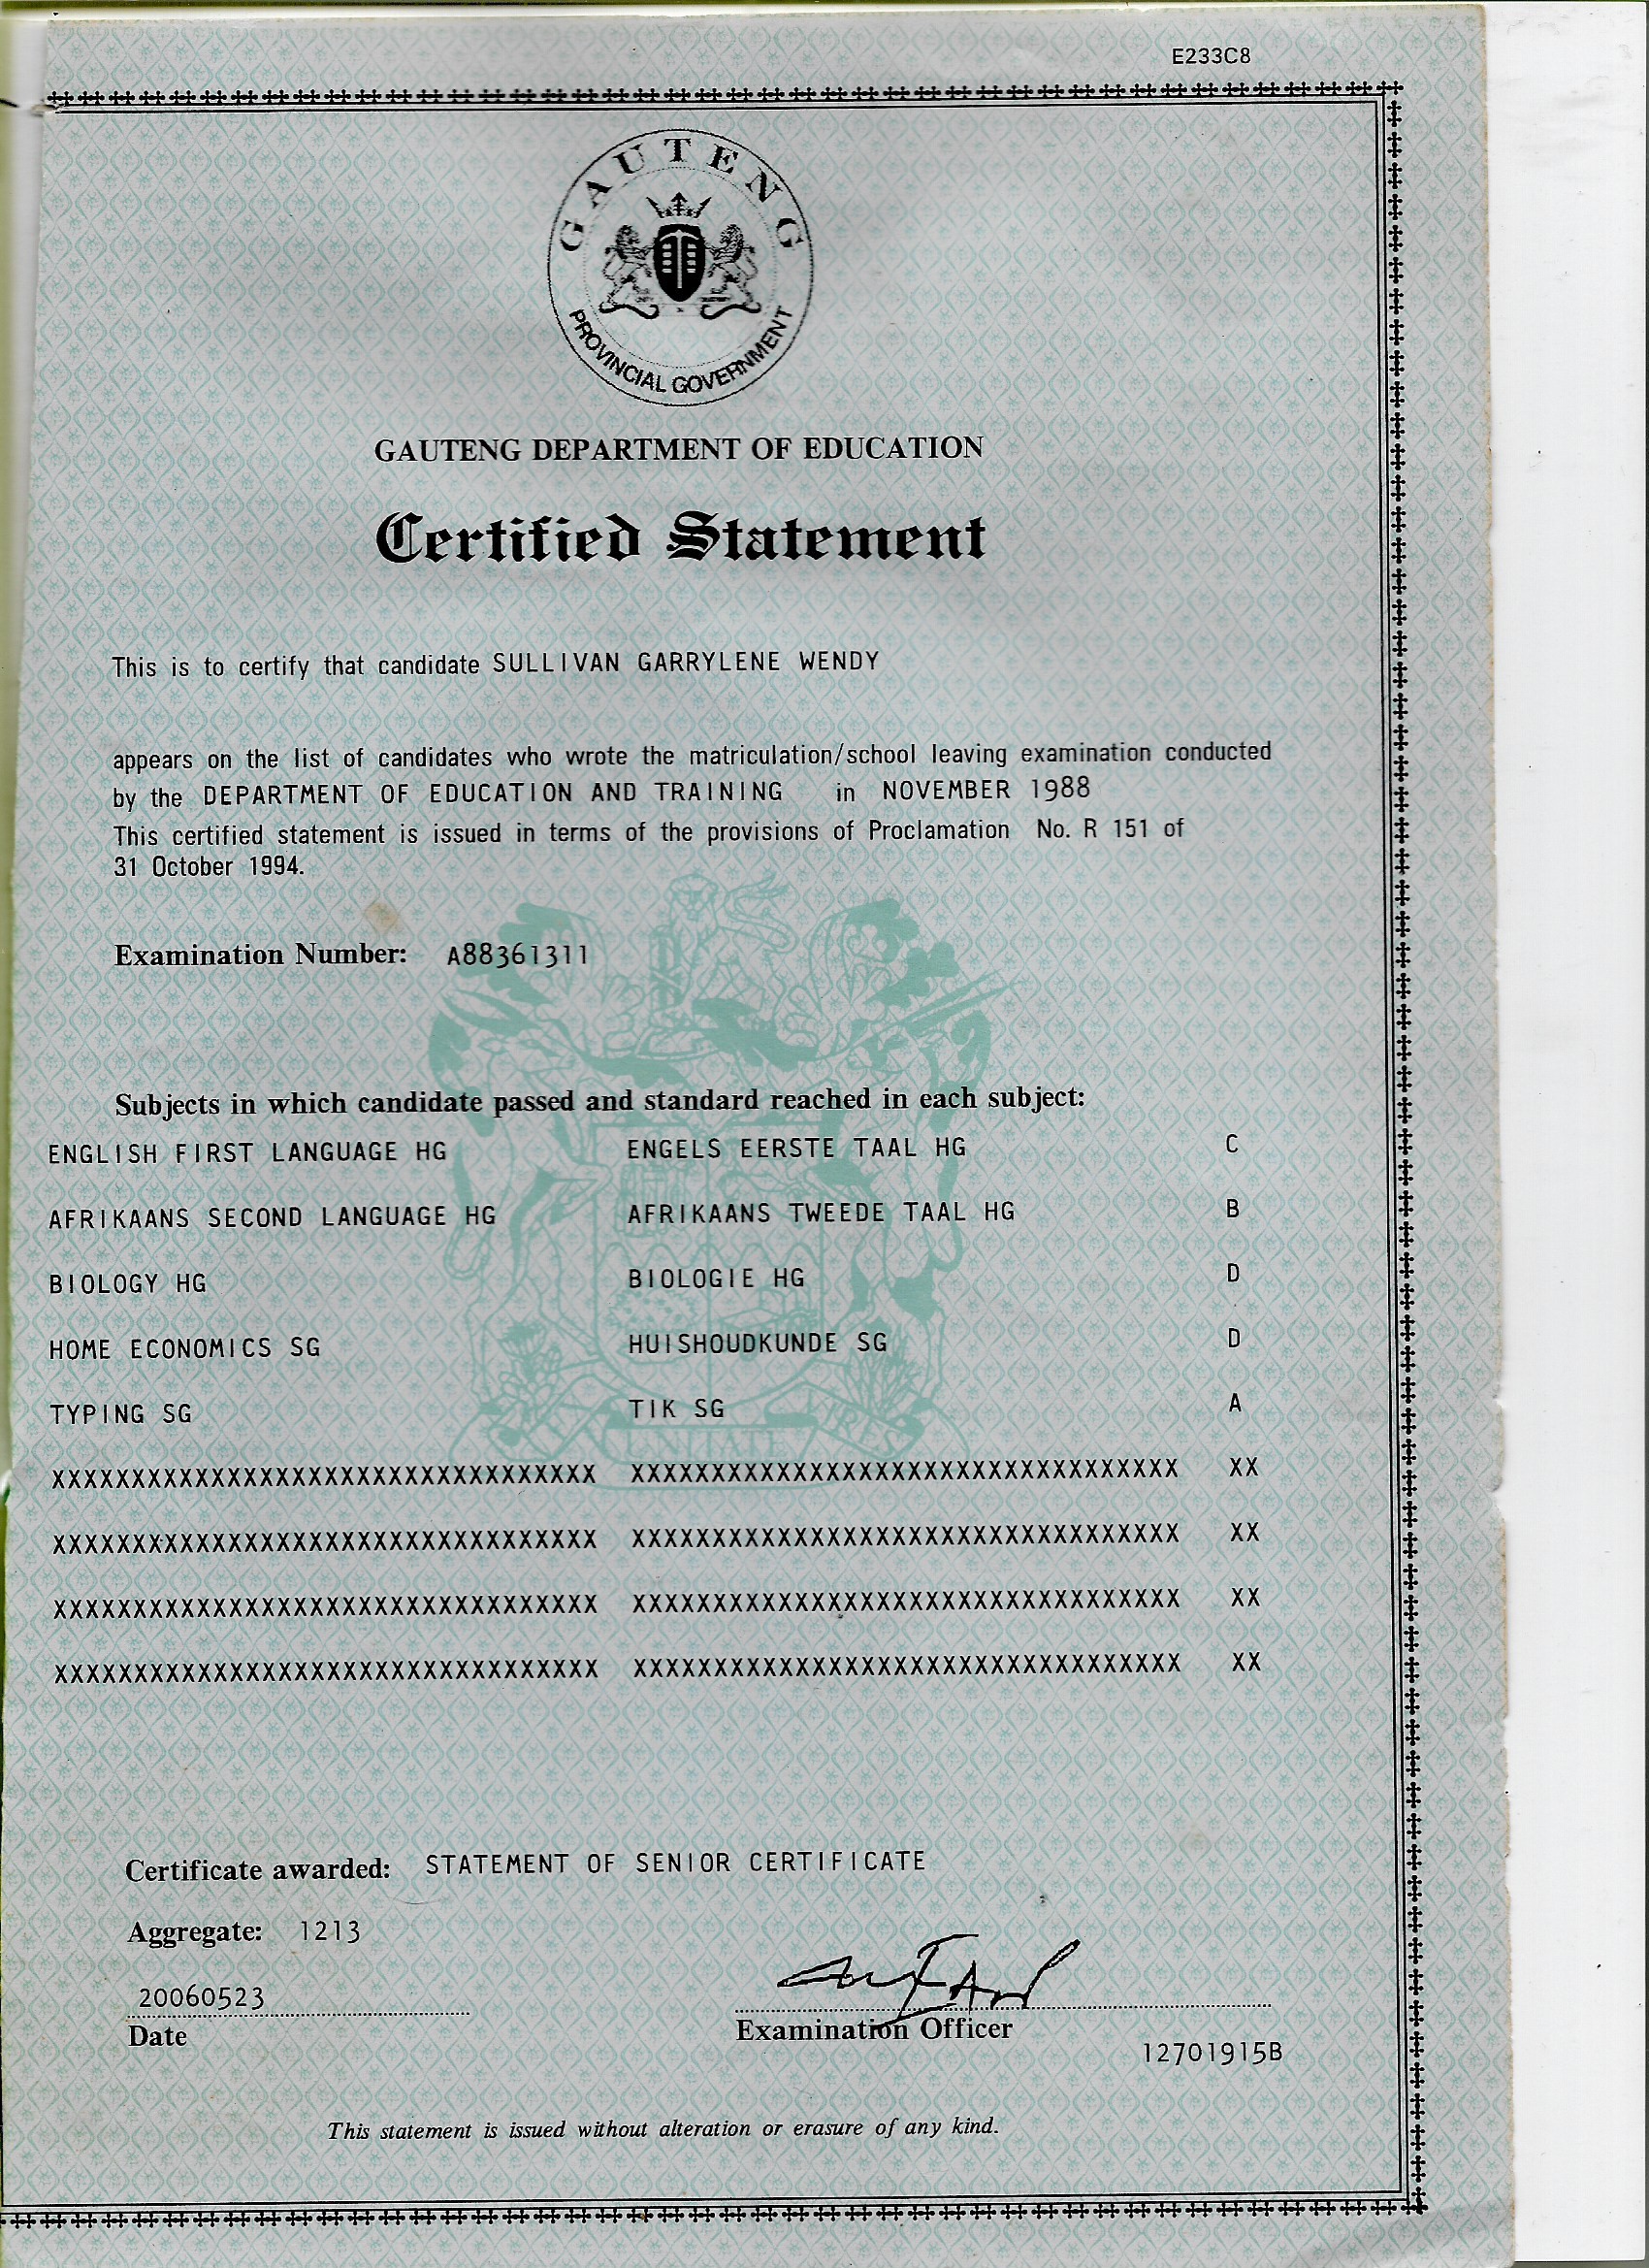 E233C8
GAUTENG
PROVINCIAL GOVERNMENT
GAUTENG DEPARTMENT OF EDUCATION
Certified Statement
This is to certify that candidate SULLIVAN GARRYLENE WENDY
appears on the list of candidates who wrote the matriculation/school leaving examination conducted
by the DEPARTMENT OF EDUCATION AND TRAINING in NOVEMBER 1988
This certified statement is issued in terms of the provisions of Proclamation No. R 151 of
31 October 1994.
Examination Number: A88361311
Subjects in which candidate passed and standard reached in each subject:
ENGLISH FIRST LANGUAGE HG ENGELS EERSTE TAAL HG C
AFRIKAANS SECOND LANGUAGE HG AFRIKAANS TWEEDE TAAL HG B
BIOLOGY HG BIOLOGIE HG D
HOME ECONOMICS SG HUISHOUDKUNDE SG D
TYPING SG TIK SG A
XXXXXXXXXXXXXXXXXXXXXXXXXXXXXXXXXX XXXXXXXXXXXXXXXXXXXXXXXXXXXXXXXXXX XX
XXXXXXXXXXXXXXXXXXXXXXXXXXXXXXXXXX XXXXXXXXXXXXXXXXXXXXXXXXXXXXXXXXXX XX
XXXXXXXXXXXXXXXXXXXXXXXXXXXXXXXXXX XXXXXXXXXXXXXXXXXXXXXXXXXXXXXXXXXX XX
XXXXXXXXXXXXXXXXXXXXXXXXXXXXXXXXXX XXXXXXXXXXXXXXXXXXXXXXXXXXXXXXXXXX XX
Certificate awarded: STATEMENT OF SENIOR CERTIFICATE
Aggregate: 1213
20060523
Date
Examination Officer
12701915B
This statement is issued without alteration or erasure of any kind.